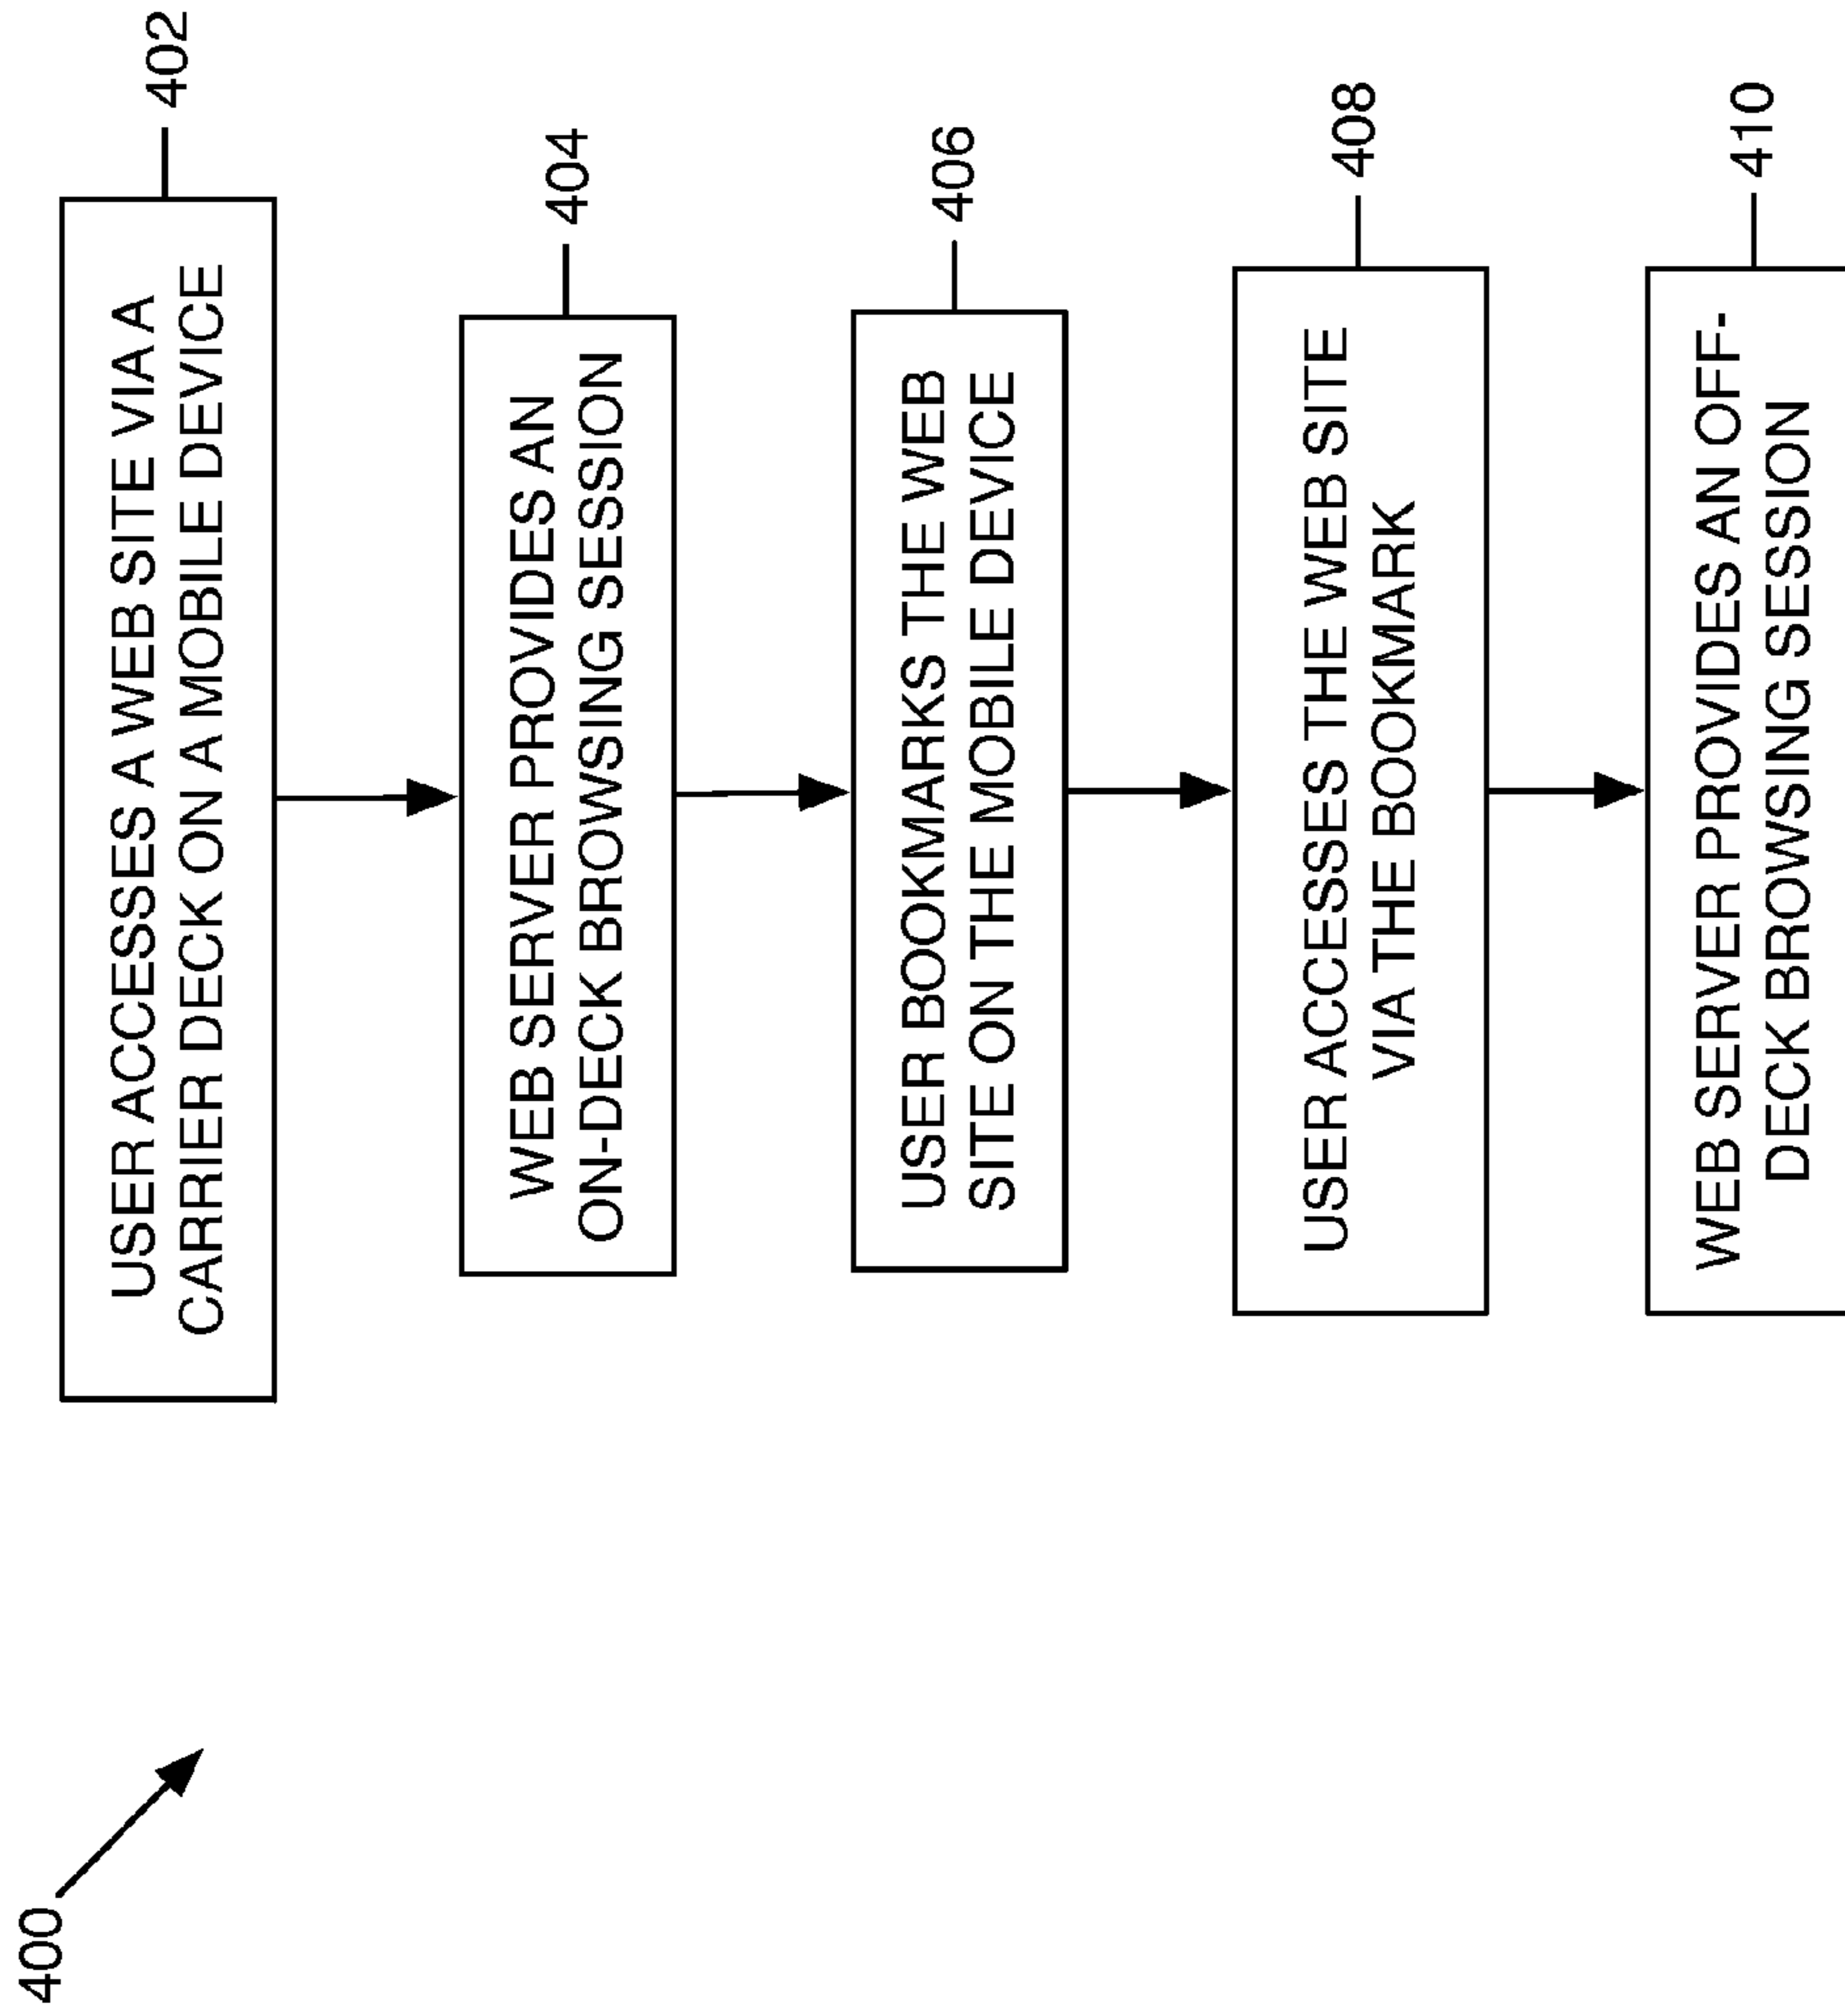 400
USER ACCESSES A WEB SITE VIA A
CARRIER DECK ON A MOBILE DEVICE
402
WEB SERVER PROVIDES AN
ON-DECK BROWSING SESSION
404
USER BOOKMARKS THE WEB
SITE ON THE MOBILE DEVICE
406
USER ACCESSES THE WEB SITE
VIA THE BOOKMARK
408
WEB SERVER PROVIDES AN OFF-
DECK BROWSING SESSION
410